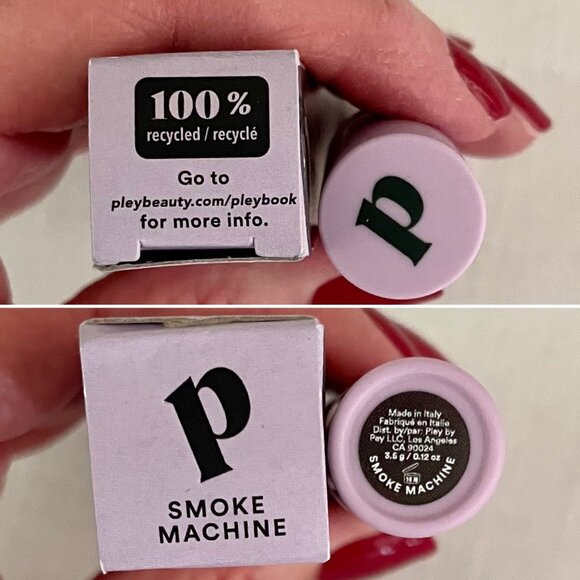 100%
recycled / recyclé
Go to
pleybeauty.com/pleybook
for more info.
p
p
SMOKE
MACHINE
Made in Italy
Fabriqué en Italie
Dist. by/par: Pley by
Pey LLC, Los Angeles
CA 90024
3.5 g / 0.12 oz
SMOKE MACHINE